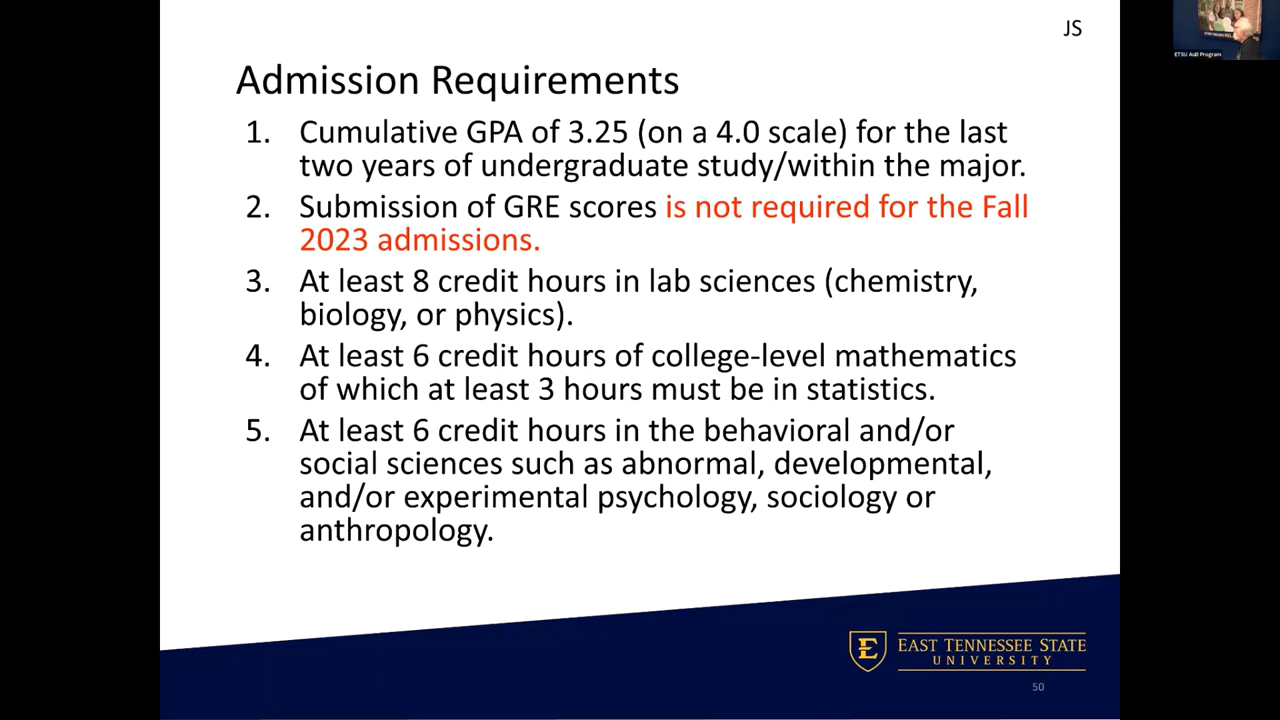 JS
ETSU AuD Program
Admission Requirements
1. Cumulative GPA of 3.25 (on a 4.0 scale) for the last
two years of undergraduate study/within the major.
2. Submission of GRE scores is not required for the Fall
2023 admissions.
3. At least 8 credit hours in lab sciences (chemistry,
biology, or physics).
4. At least 6 credit hours of college-level mathematics
of which at least 3 hours must be in statistics.
5. At least 6 credit hours in the behavioral and/or
social sciences such as abnormal, developmental,
and/or experimental psychology, sociology or
anthropology.
E
EAST TENNESSEE STATE
UNIVERSITY
50